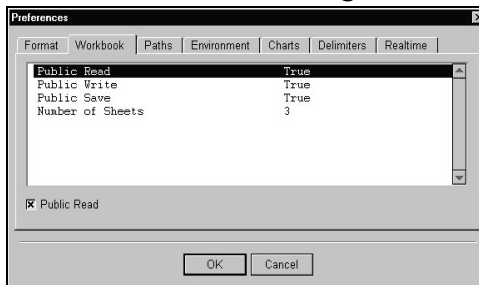 Preferences
Format Workbook Paths Environment Charts Delimiters Realtime
Public Read True
Public Write True
Public Save True
Number of Sheets 3
Public Read
OK Cancel